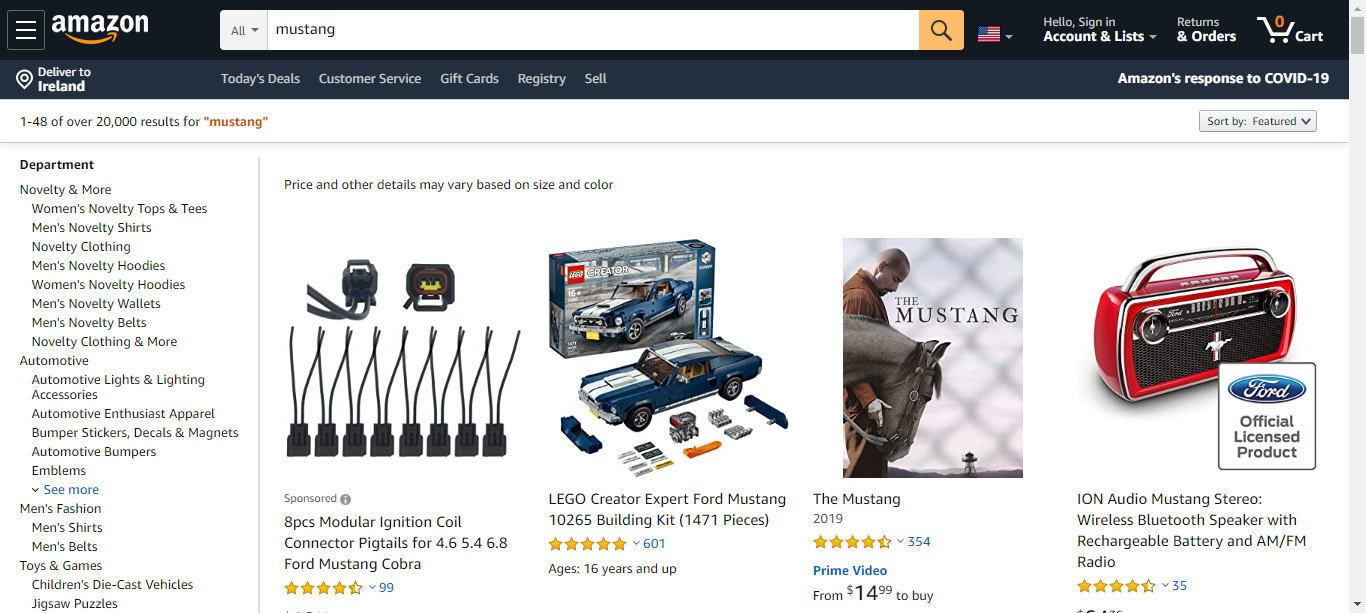 amazon
All
mustang
Hello, Sign in
Account & Lists
Returns
& Orders
0
Cart
Deliver to
Ireland
Today's Deals
Customer Service
Gift Cards
Registry
Sell
Amazon's response to COVID-19
1-48 of over 20,000 results for "mustang"
Sort by: Featured
Department
Novelty & More
Women's Novelty Tops & Tees
Men's Novelty Shirts
Novelty Clothing
Men's Novelty Hoodies
Women's Novelty Hoodies
Men's Novelty Wallets
Men's Novelty Belts
Novelty Clothing & More
Automotive
Automotive Lights & Lighting
Accessories
Automotive Enthusiast Apparel
Bumper Stickers, Decals & Magnets
Automotive Bumpers
Emblems
See more
Men's Fashion
Men's Shirts
Men's Belts
Toys & Games
Children's Die-Cast Vehicles
Jigsaw Puzzles
Price and other details may vary based on size and color
Sponsored
8pcs Modular Ignition Coil
Connector Pigtails for 4.6 5.4 6.8
Ford Mustang Cobra
99
LEGO
CREATOR
16+
LEGO Creator Expert Ford Mustang
10265 Building Kit (1471 Pieces)
601
Ages: 16 years and up
THE
MUSTANG
The Mustang
2019
354
Prime Video
From $14.99 to buy
Ford
Ford
Official
Licensed
Product
ION Audio Mustang Stereo:
Wireless Bluetooth Speaker with
Rechargeable Battery and AM/FM
Radio
35